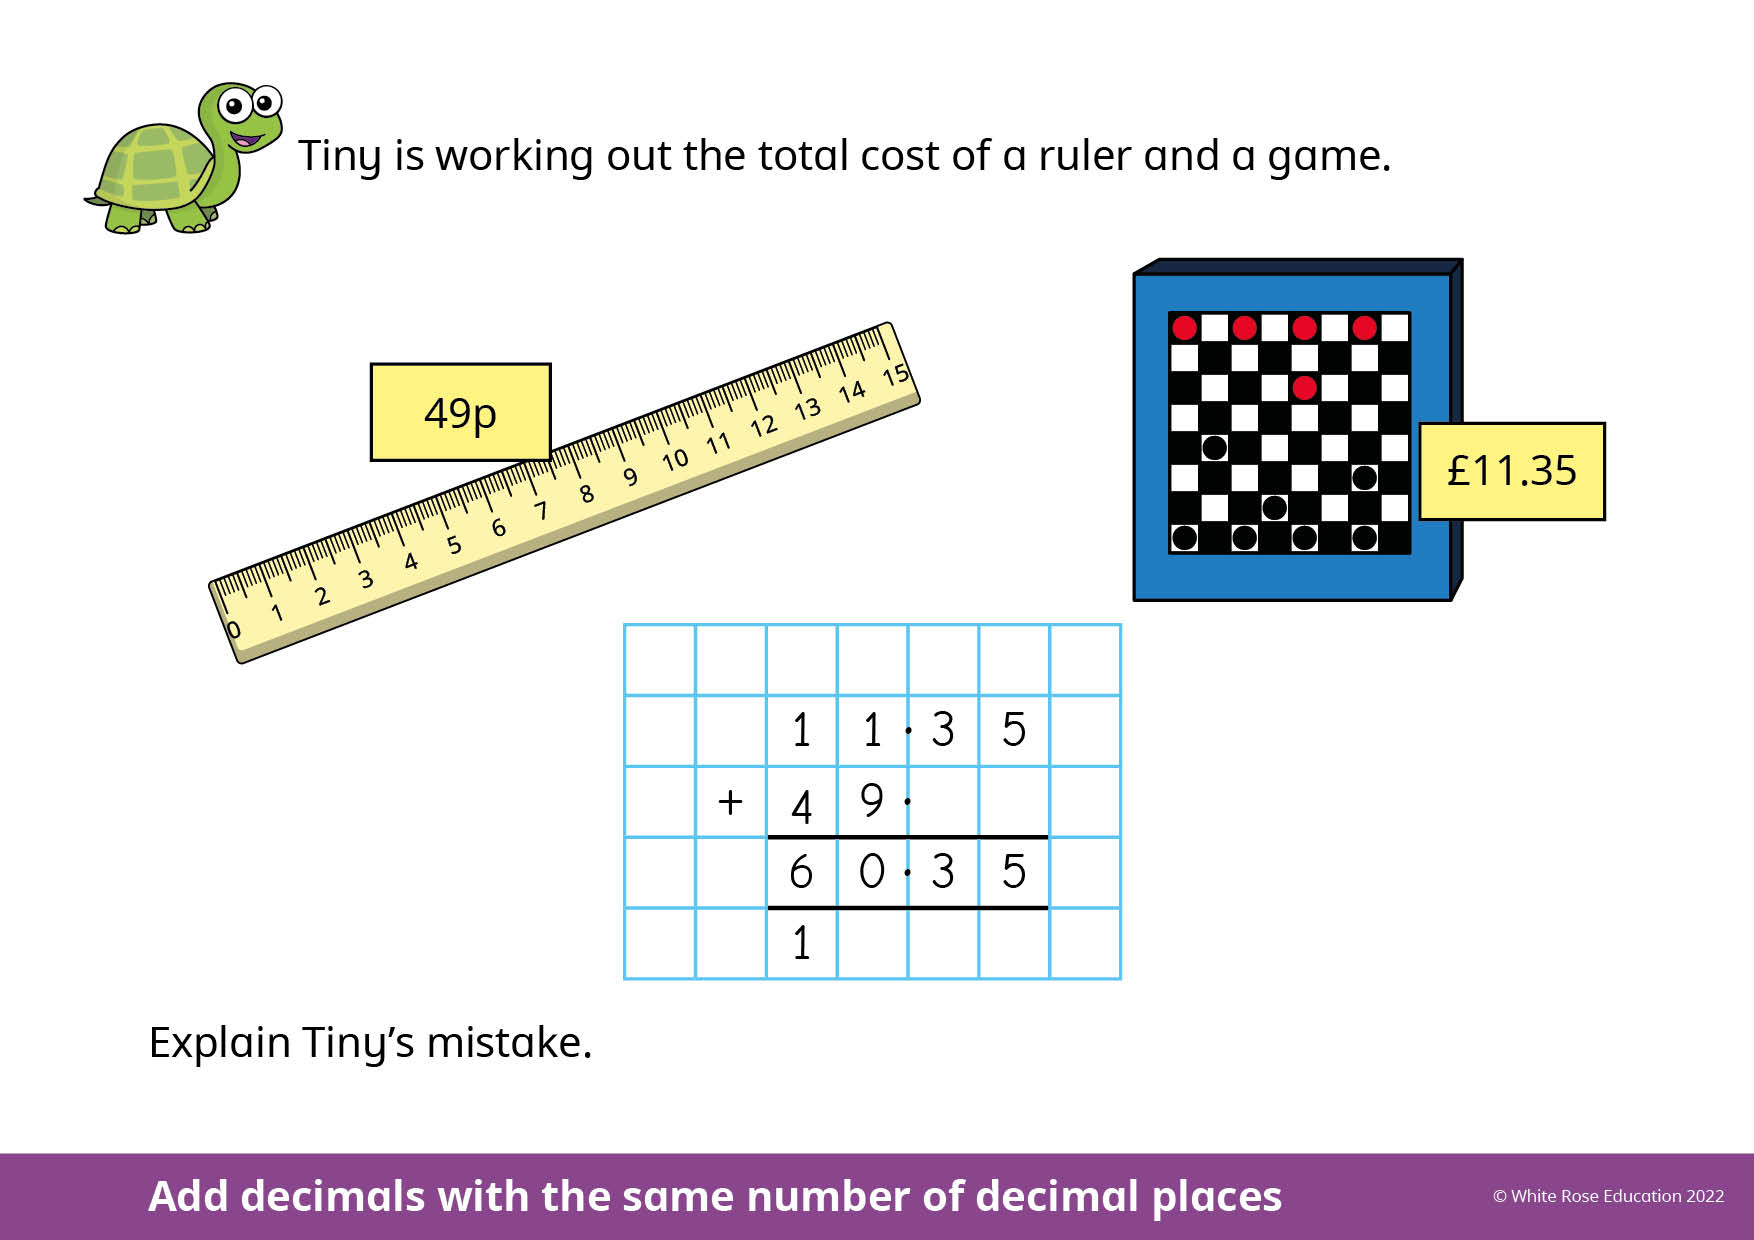 Tiny is working out the total cost of a ruler and a game.
49p
0 1 2 3 4 5 6 7 8 9 10 11 12 13 14 15
£11.35
1 1 · 3 5
+ 4 9 ·
6 0 · 3 5
1
Explain Tiny’s mistake.
Add decimals with the same number of decimal places
© White Rose Education 2022